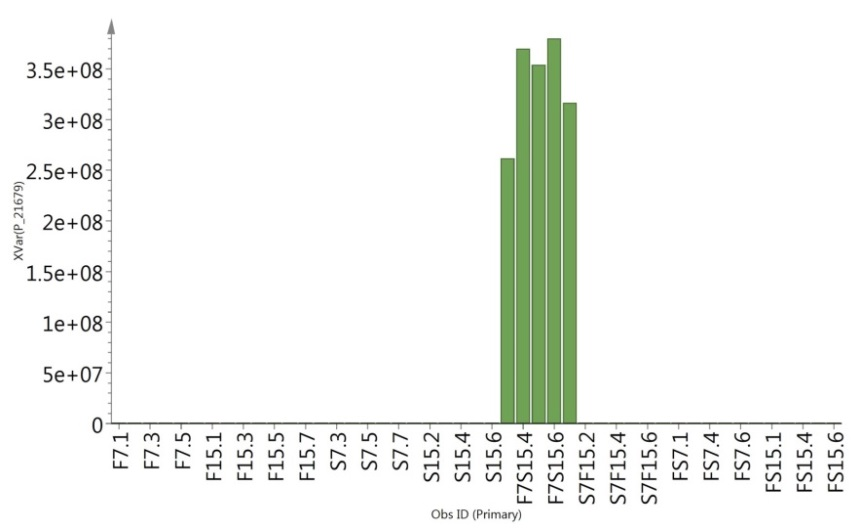 3.5e+08
3e+08
2.5e+08
2e+08
1.5e+08
1e+08
5e+07
0
XVar(P_21679)
F7.1
F7.3
F7.5
F15.1
F15.3
F15.5
F15.7
S7.3
S7.5
S7.7
S15.2
S15.4
S15.6
F7S15.4
F7S15.6
S7F15.2
S7F15.4
S7F15.6
FS7.1
FS7.4
FS7.6
FS15.1
FS15.4
FS15.6
Obs ID (Primary)